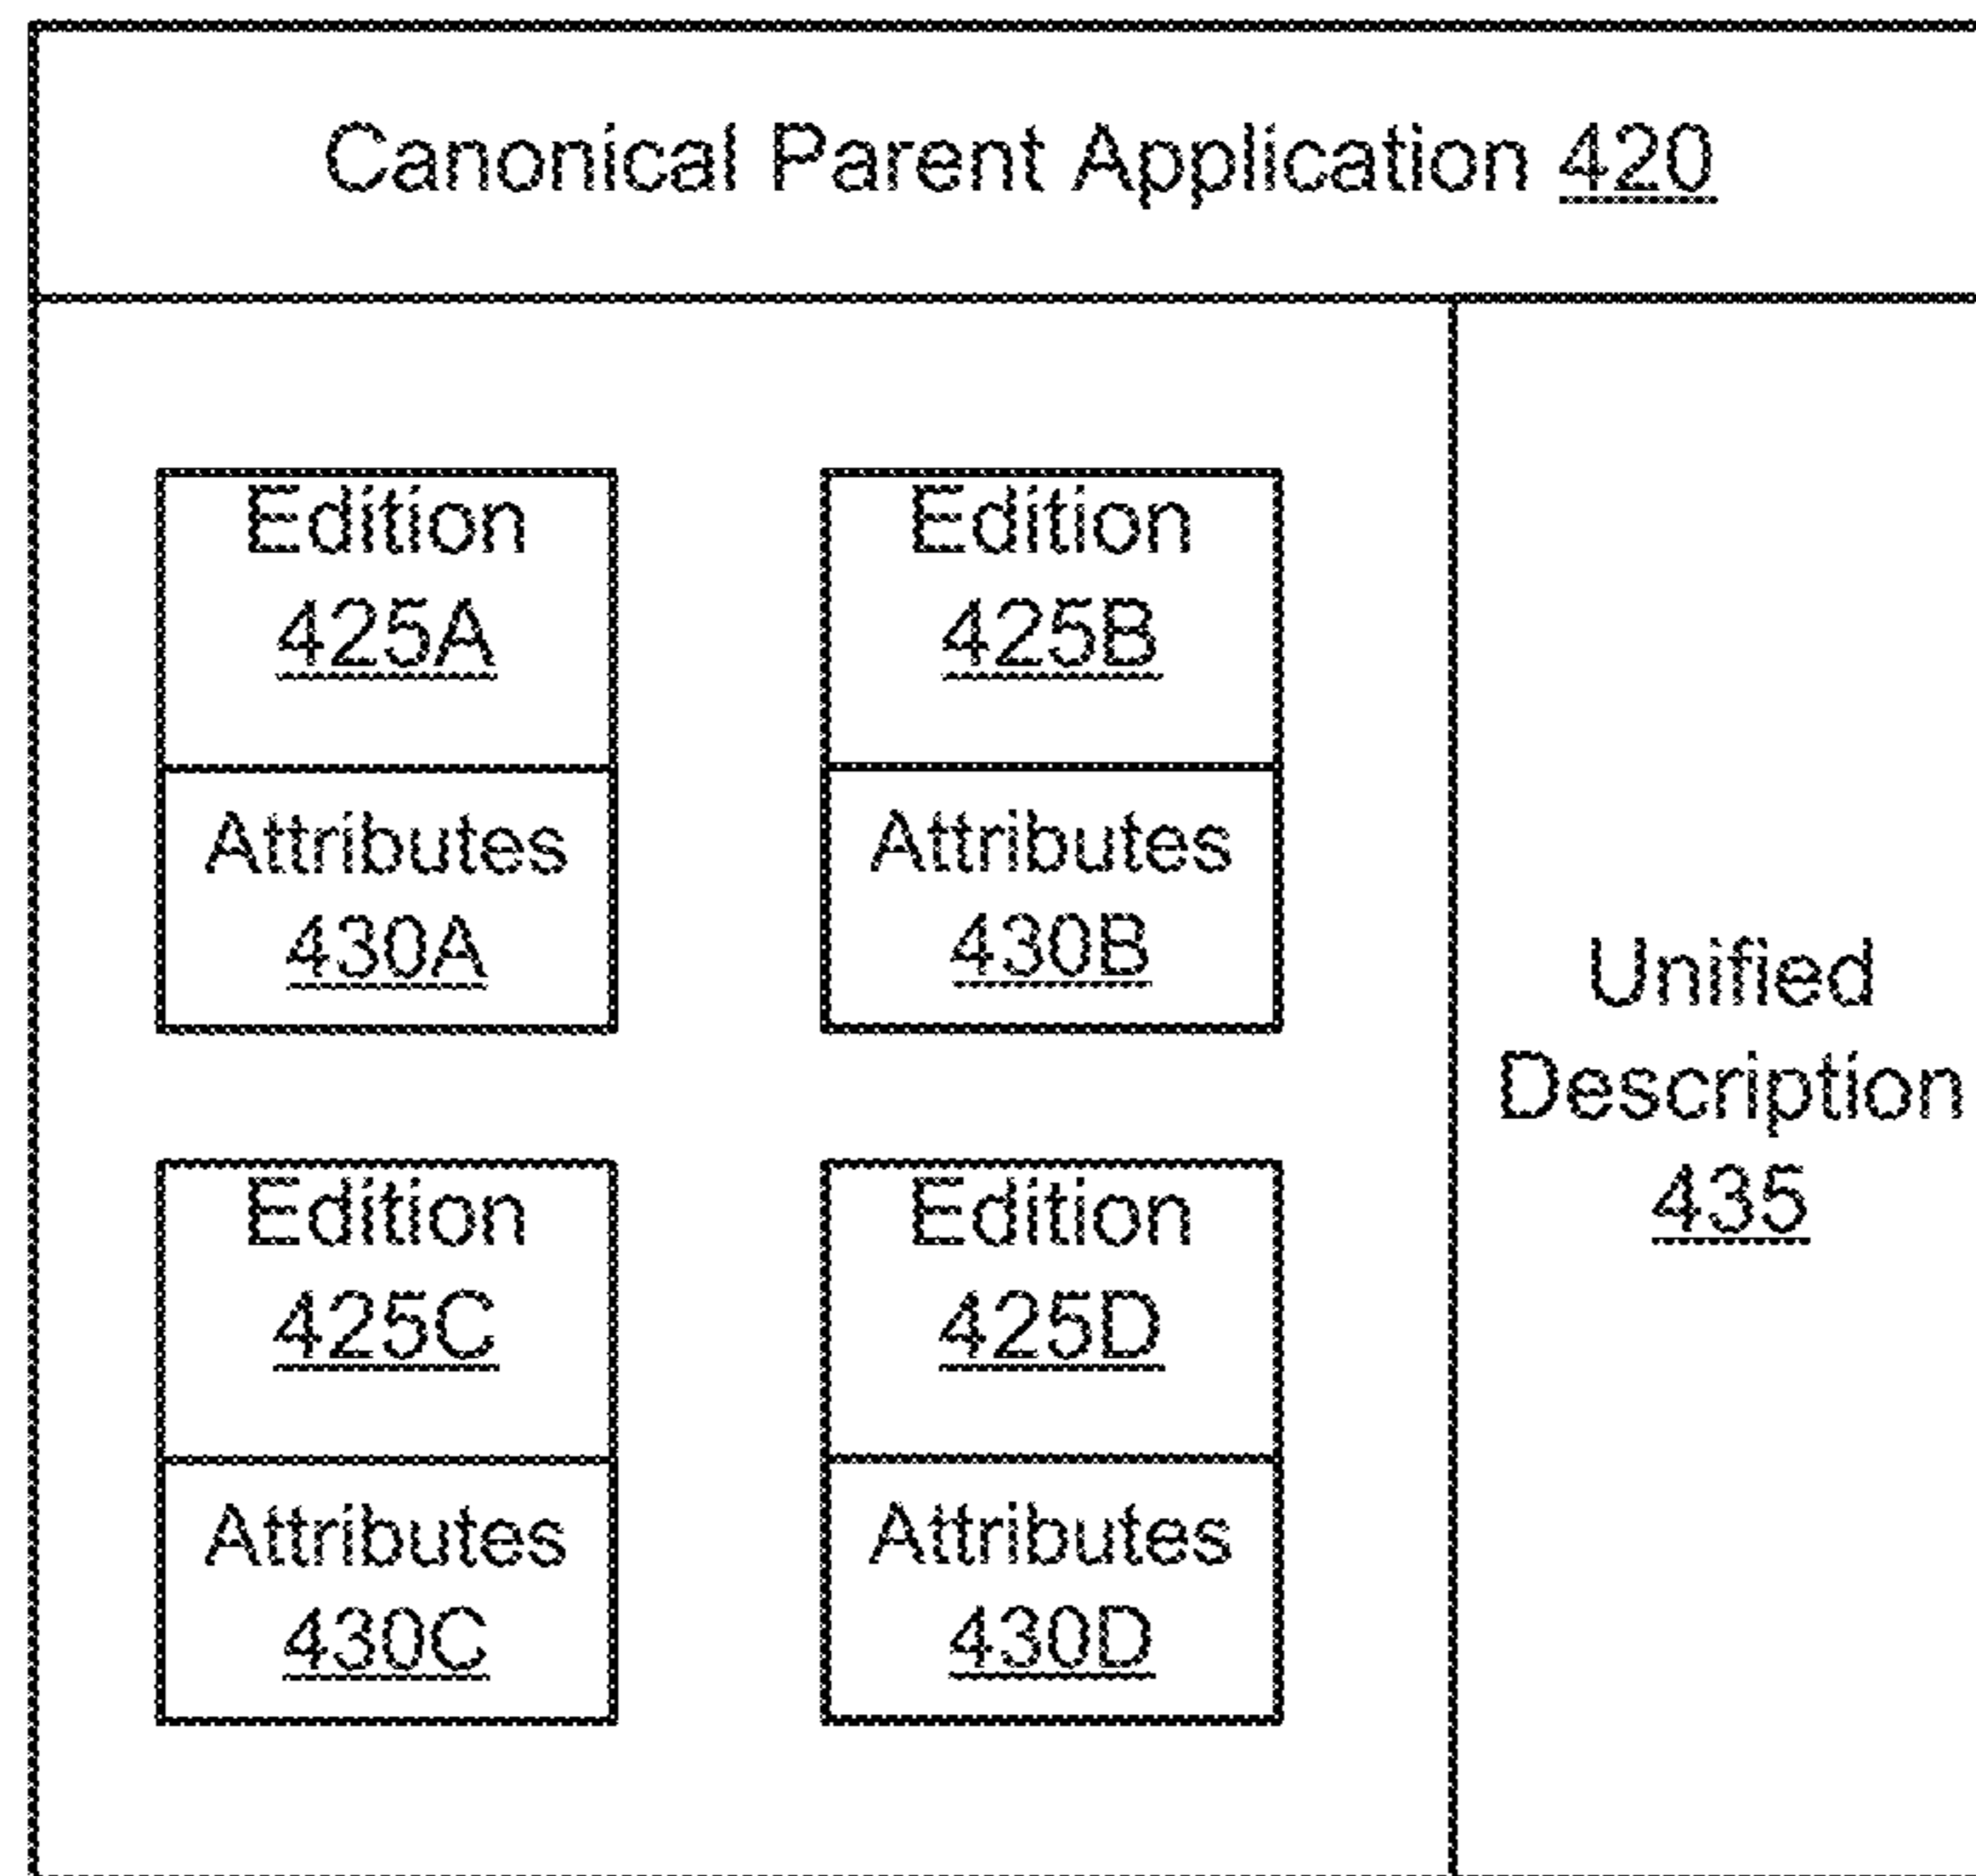 Canonical Parent Application 420
Edition
425A
Attributes
430A
Edition
425B
Attributes
430B
Edition
425C
Attributes
430C
Edition
425D
Attributes
430D
Unified
Description
435